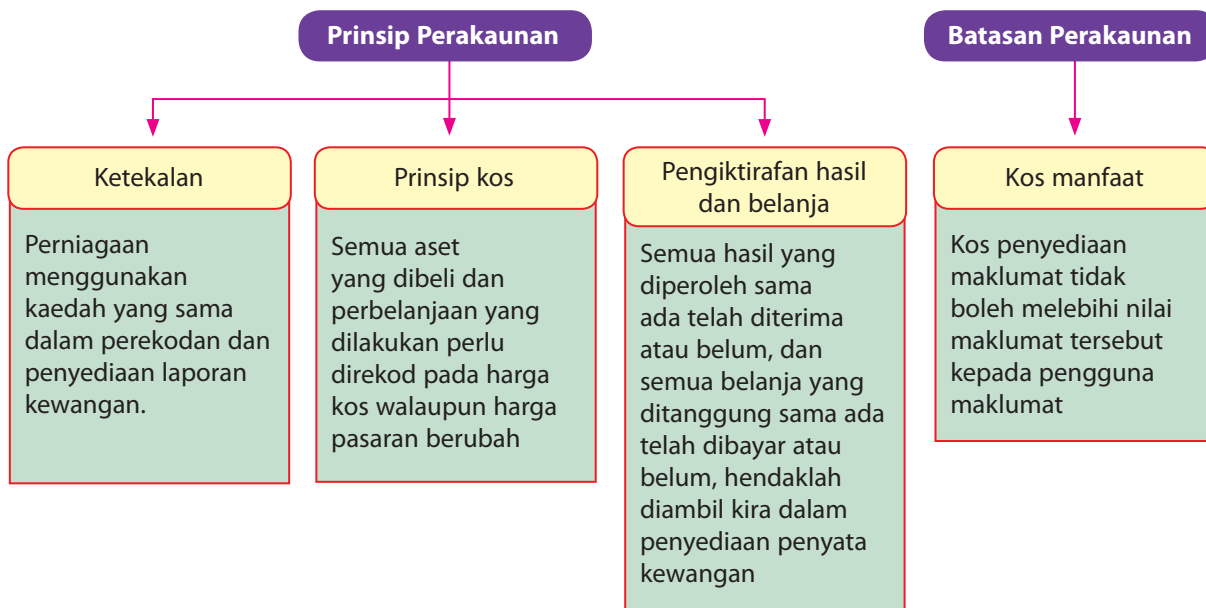 Prinsip Perakaunan
Batasan Perakaunan
Ketekalan
Perniagaan
menggunakan
kaedah yang sama
dalam perekodan dan
penyediaan laporan
kewangan.
Prinsip kos
Semua aset
yang dibeli dan
perbelanjaan yang
dilakukan perlu
direkod pada harga
kos walaupun harga
pasaran berubah
Pengiktirafan hasil
dan belanja
Semua hasil yang
diperoleh sama
ada telah diterima
atau belum, dan
semua belanja yang
ditanggung sama ada
telah dibayar atau
belum, hendaklah
diambil kira dalam
penyediaan penyata
kewangan
Kos manfaat
Kos penyediaan
maklumat tidak
boleh melebihi nilai
maklumat tersebut
kepada pengguna
maklumat